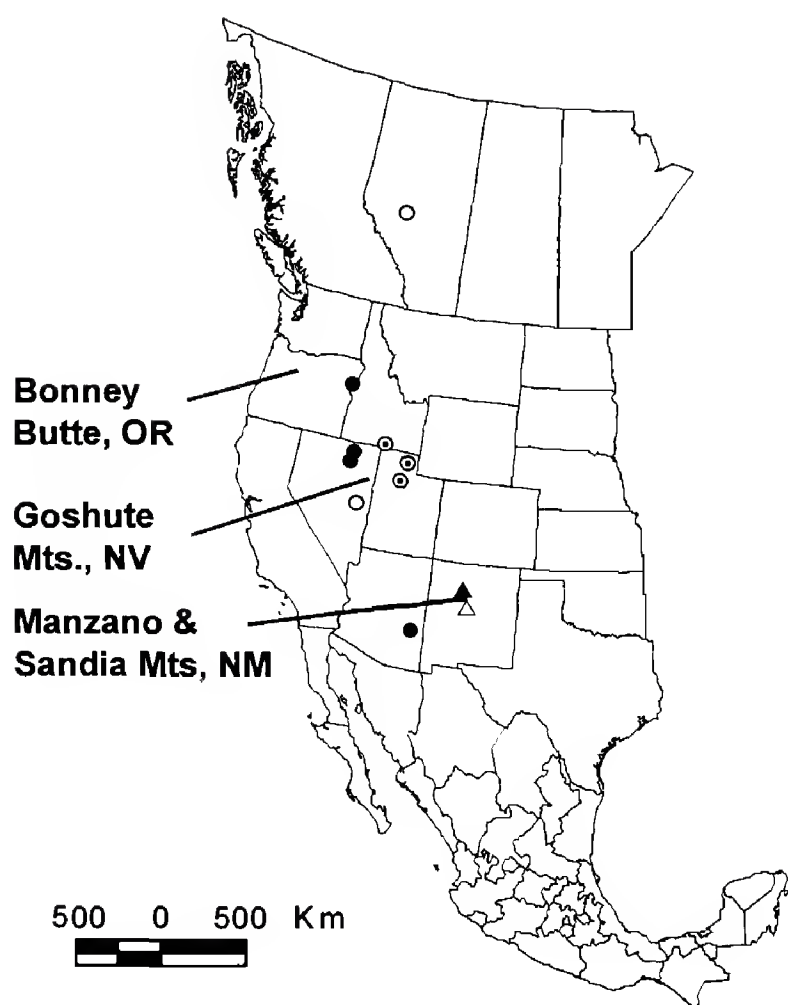 Bonney
Butte, OR
Goshute
Mts., NV
Manzano &
Sandia Mts, NM
500 0 500 Km